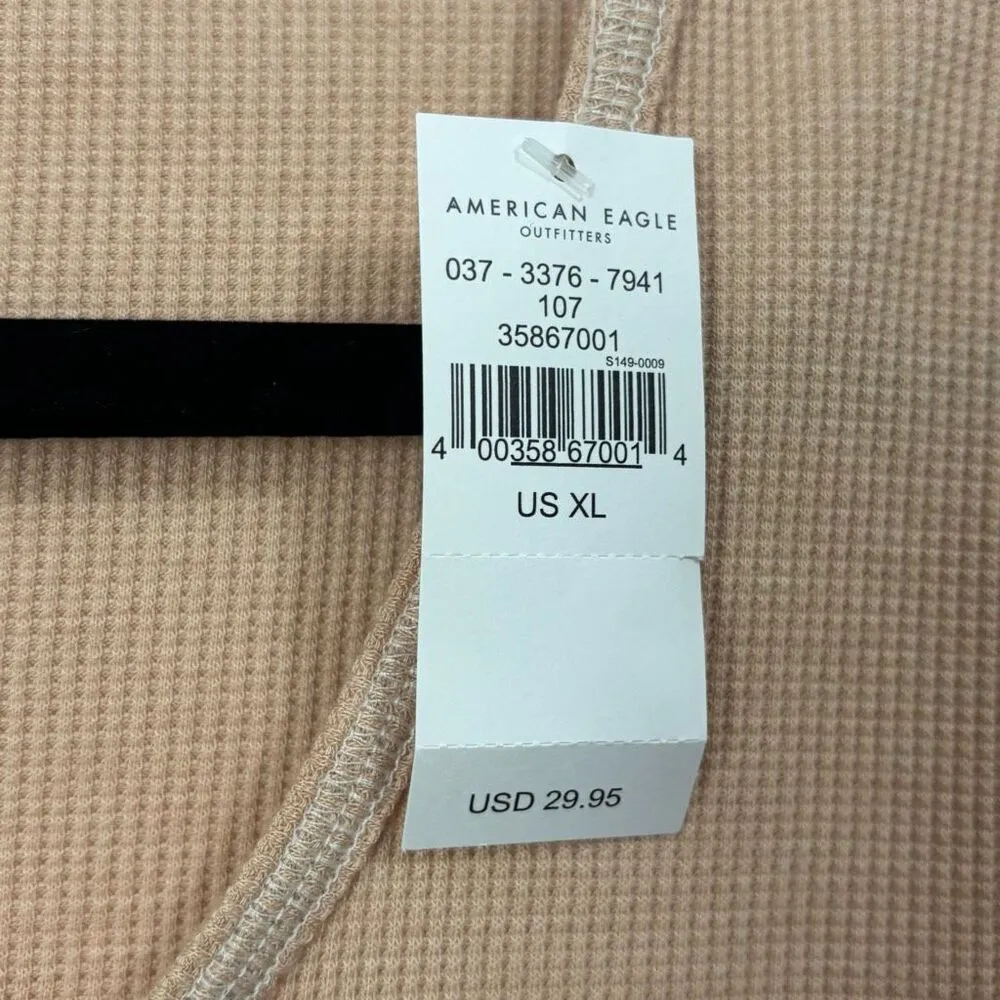 AMERICAN EAGLE
OUTFITTERS
037 - 3376 - 7941
107
35867001
S149-0009
4 00358 67001 4
US XL
USD 29.95